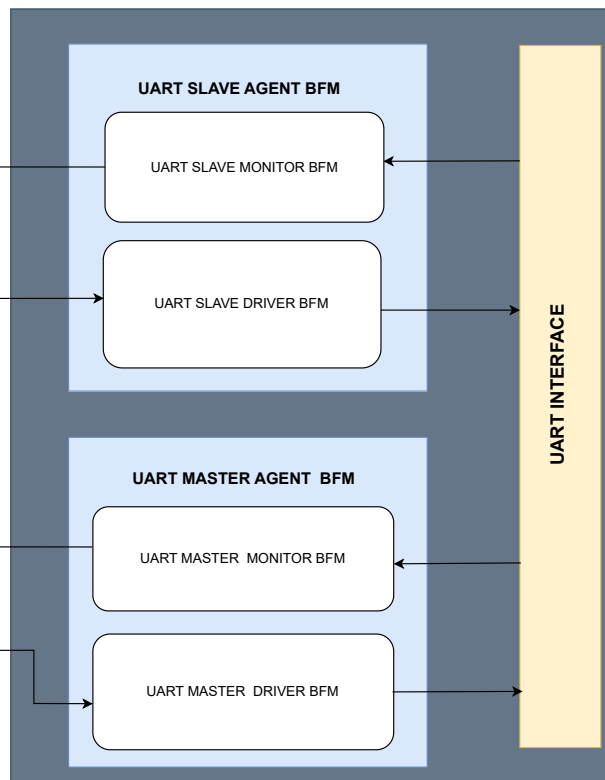 UART SLAVE AGENT BFM
UART SLAVE MONITOR BFM
UART SLAVE DRIVER BFM
UART INTERFACE
UART MASTER AGENT BFM
UART MASTER MONITOR BFM
UART MASTER DRIVER BFM